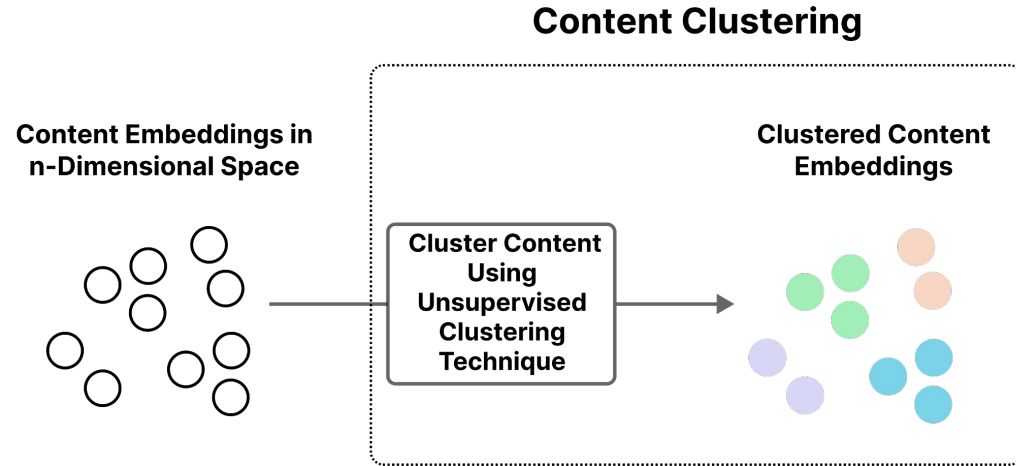 Content Clustering
Content Embeddings in
n-Dimensional Space
Cluster Content
Using
Unsupervised
Clustering
Technique
Clustered Content
Embeddings